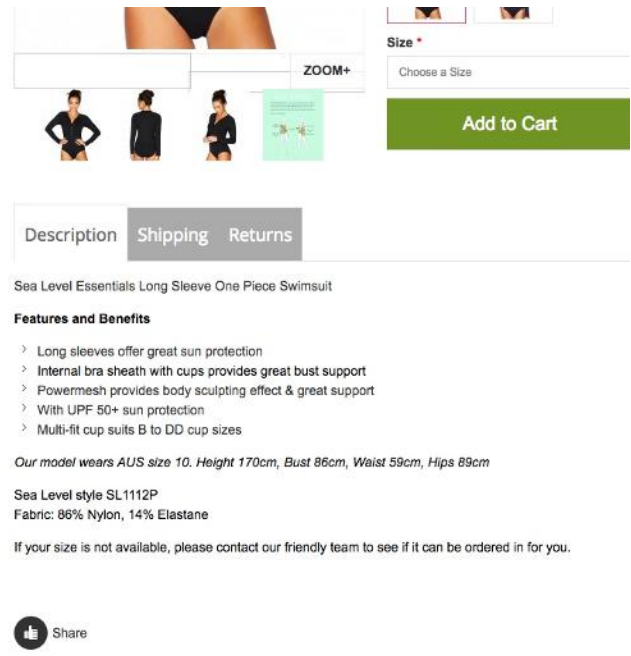 Size *
ZOOM+
Choose a Size
Add to Cart
Description
Shipping
Returns
Sea Level Essentials Long Sleeve One Piece Swimsuit
Features and Benefits
Long sleeves offer great sun protection
Internal bra sheath with cups provides great bust support
Powermesh provides body sculpting effect & great support
With UPF 50+ sun protection
Multi-fit cup suits B to DD cup sizes
Our model wears AUS size 10. Height 170cm, Bust 86cm, Waist 59cm, Hips 89cm
Sea Level style SL1112P
Fabric: 86% Nylon, 14% Elastane
If your size is not available, please contact our friendly team to see if it can be ordered in for you.
Share